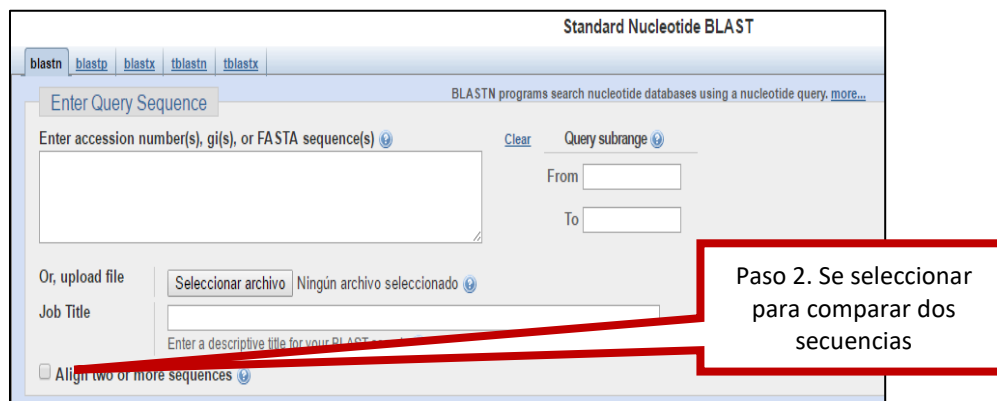 Standard Nucleotide BLAST
blastn blastp blastx tblastn tblastx
Enter Query Sequence
BLASTN programs search nucleotide databases using a nucleotide query. more...
Enter accession number(s), gi(s), or FASTA sequence(s)
Clear
Query subrange
From
To
Or, upload file
Seleccionar archivo Ningún archivo seleccionado
Job Title
Enter a descriptive title for your BLAST
Align two or more sequences
Paso 2. Se seleccionar
para comparar dos
secuencias